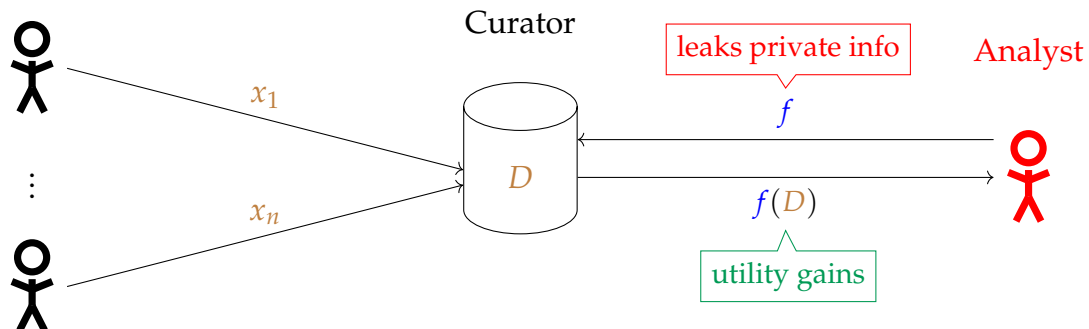 Curator
leaks private info
Analyst
x₁
f
D
⋮
xₙ
f(D)
utility gains